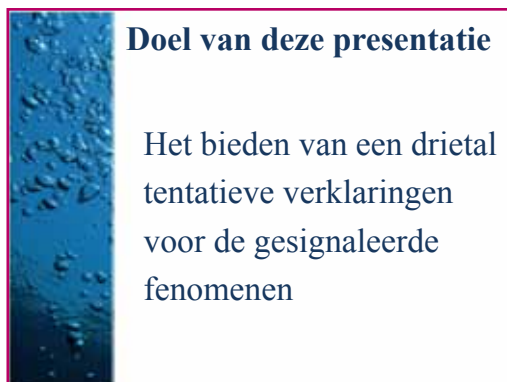 Doel van deze presentatie
Het bieden van een drietal
tentatieve verklaringen
voor de gesignaleerde
fenomenen